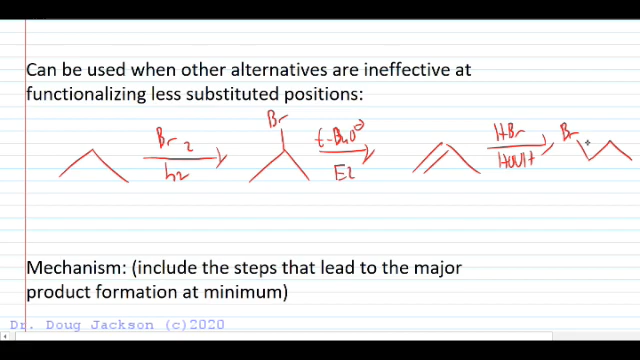 Can be used when other alternatives are ineffective at
functionalizing less substituted positions:
Br
Br2
hν
t-BuO⊖
E2
HBr
Br
Mechanism: (include the steps that lead to the major
product formation at minimum)
Dr. Doug Jackson (c)2020